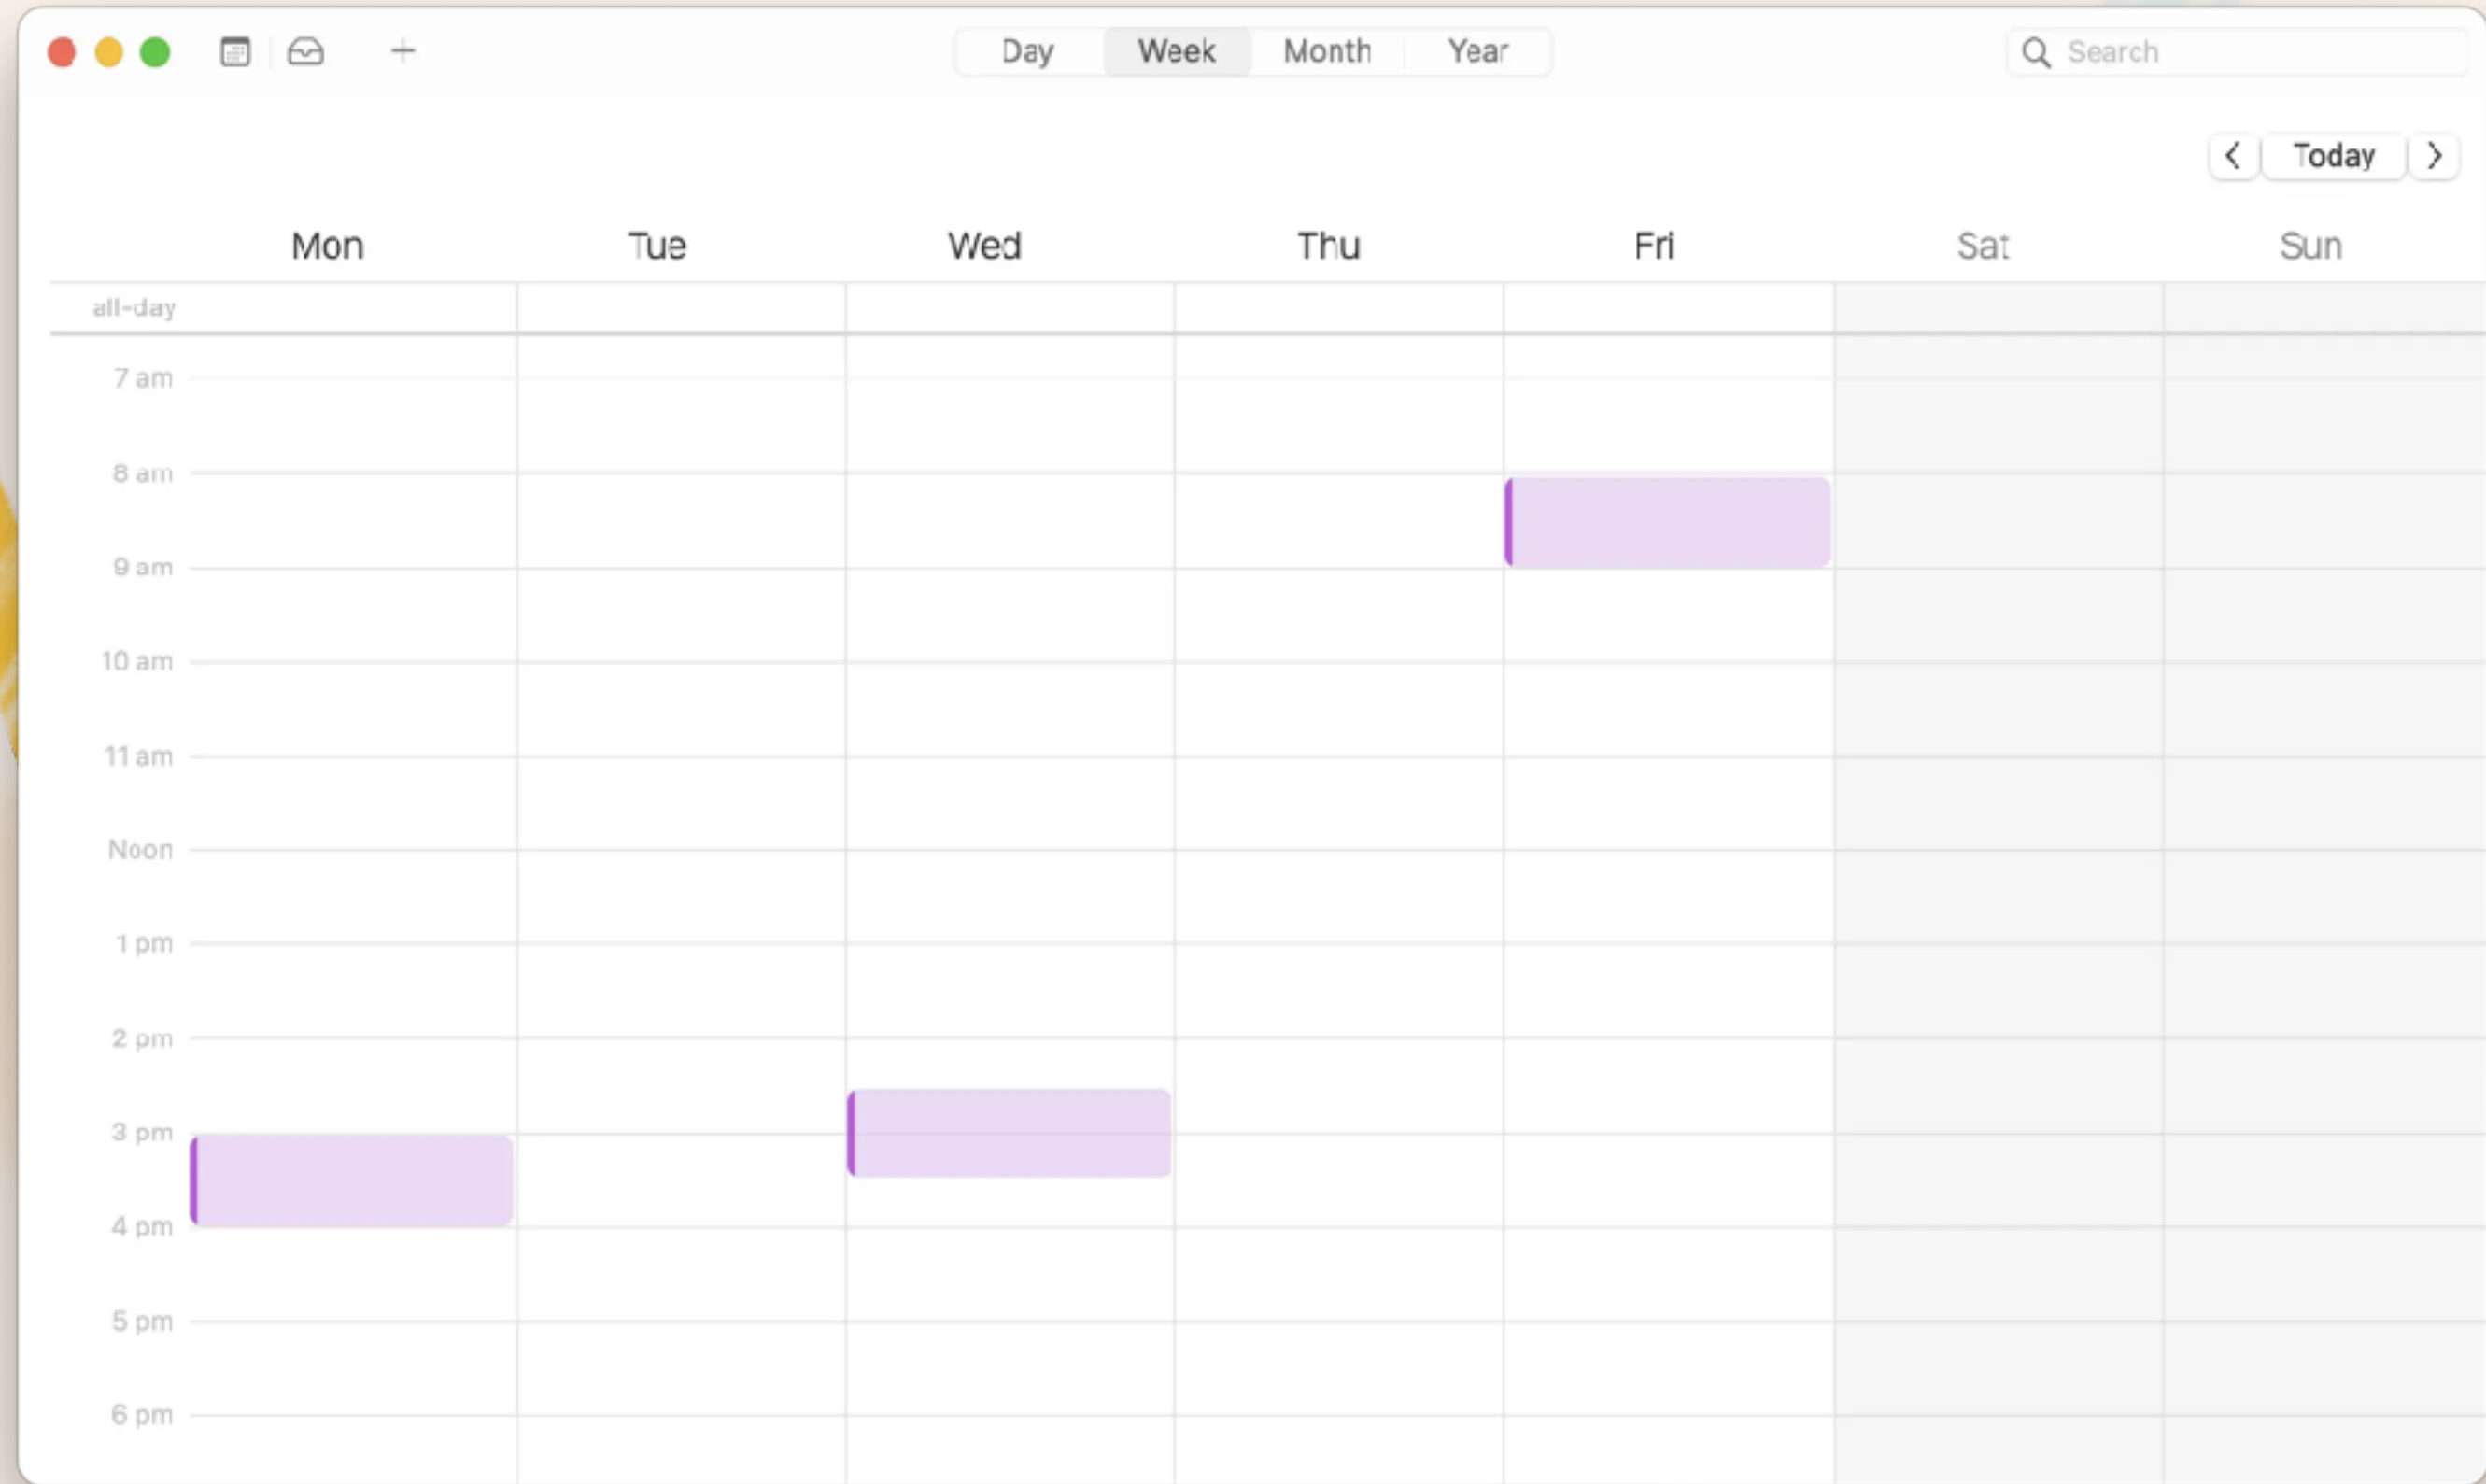 Day Week Month Year Search
Today
Mon Tue Wed Thu Fri Sat Sun
all-day
7 am
8 am
9 am
10 am
11 am
Noon
1 pm
2 pm
3 pm
4 pm
5 pm
6 pm